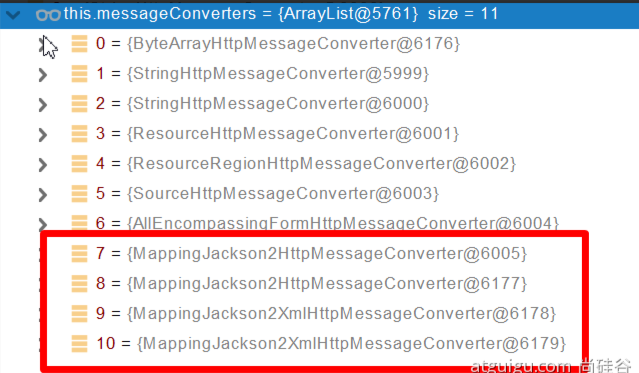 this.messageConverters = {ArrayList@5761} size = 11
0 = {ByteArrayHttpMessageConverter@6176}
1 = {StringHttpMessageConverter@5999}
2 = {StringHttpMessageConverter@6000}
3 = {ResourceHttpMessageConverter@6001}
4 = {ResourceRegionHttpMessageConverter@6002}
5 = {SourceHttpMessageConverter@6003}
6 = {AllEncompassingFormHttpMessageConverter@6004}
7 = {MappingJackson2HttpMessageConverter@6005}
8 = {MappingJackson2HttpMessageConverter@6177}
9 = {MappingJackson2XmlHttpMessageConverter@6178}
10 = {MappingJackson2XmlHttpMessageConverter@6179}
atguigu.com 尚硅谷